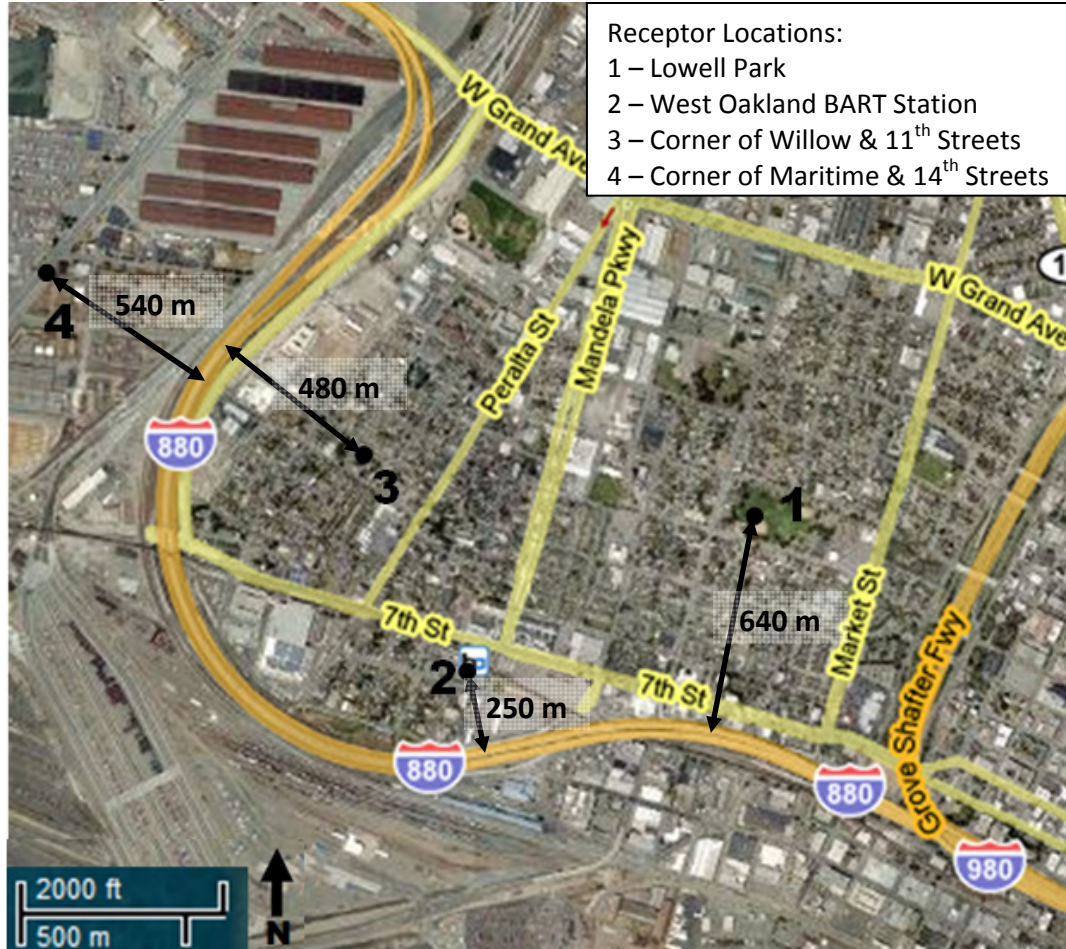 Receptor Locations:
1 – Lowell Park
2 – West Oakland BART Station
3 – Corner of Willow & 11th Streets
4 – Corner of Maritime & 14th Streets
W Grand Ave
1
W Grand Ave
540 m
4
Peralta St
Mandela Pkwy
480 m
880
3
1
640 m
Market St
7th St
2
250 m
7th St
Grove Shafter Fwy
880
880
980
2000 ft
500 m
N